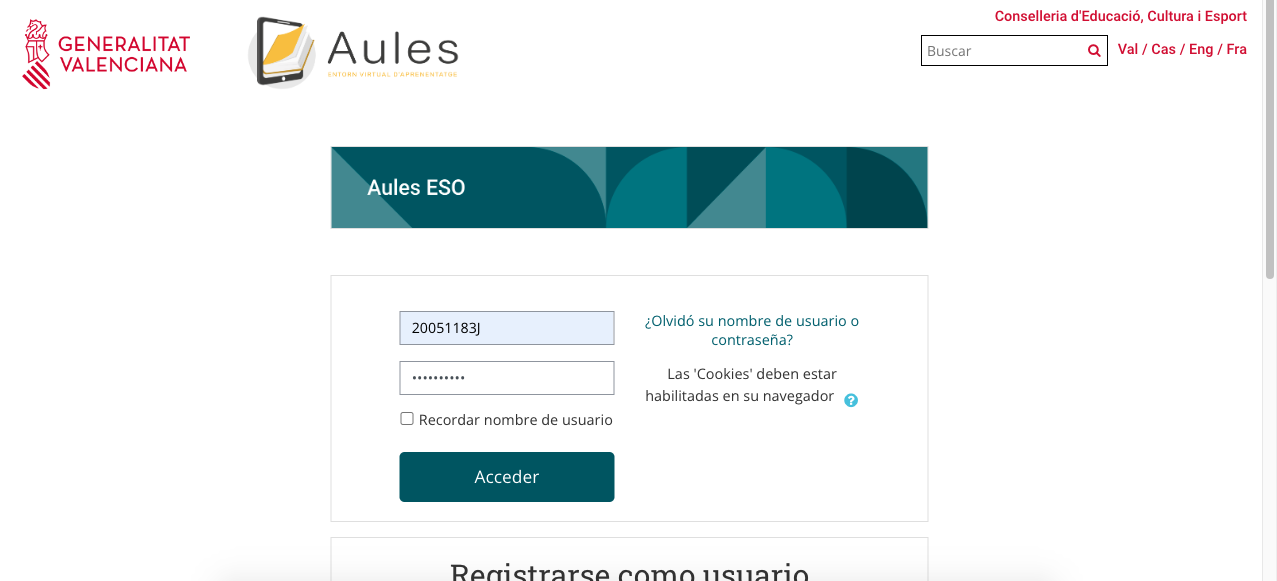 Conselleria d'Educació, Cultura i Esport
GENERALITAT
VALENCIANA
Aules
ENTORN VIRTUAL D'APRENENTATGE
Buscar
Val / Cas / Eng / Fra
Aules ESO
20051183J
¿Olvidó su nombre de usuario o
contraseña?
••••••••••
Las 'Cookies' deben estar
habilitadas en su navegador
Recordar nombre de usuario
Acceder
Registrarse como usuario